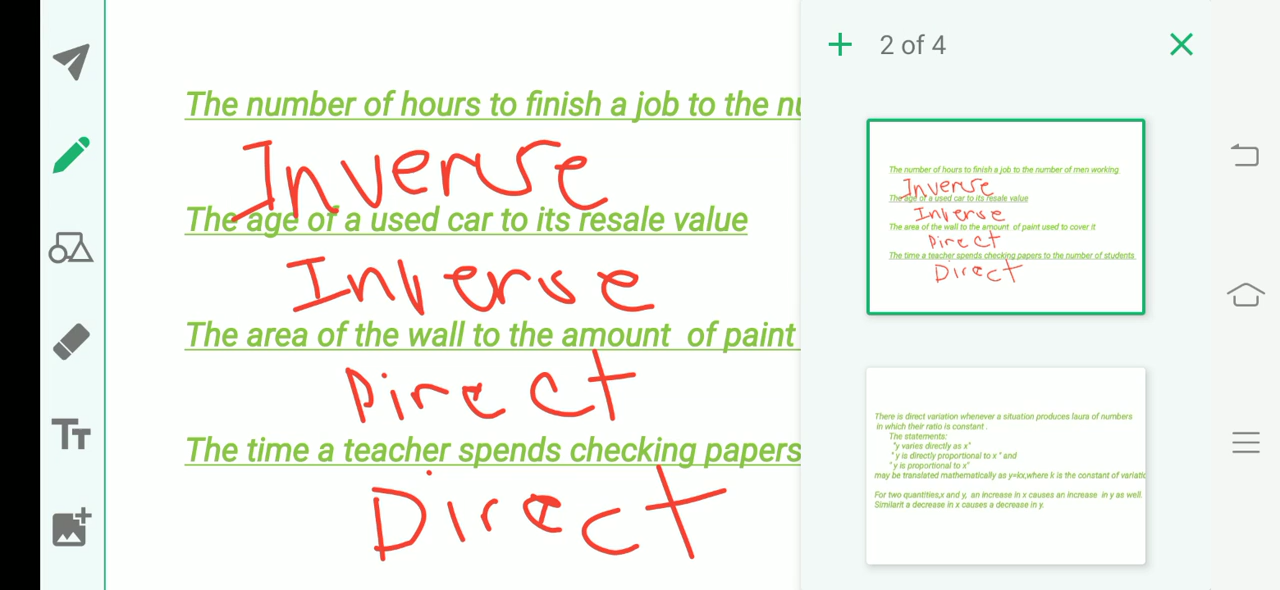 2 of 4
The number of hours to finish a job to the nu
Inverse
The age of a used car to its resale value
Inverse
The area of the wall to the amount of paint
Direct
The time a teacher spends checking papers
Direct
TT
The number of hours to finish a job to the number of men working
Inverse
The age of a used car to its resale value
Inverse
The area of the wall to the amount of paint used to cover it
Direct
The time a teacher spends checking papers to the number of students
Direct
There is direct variation whenever a situation produces laura of numbers
in which their ratio is constant .
The statements:
"y varies directly as x"
"y is directly proportional to x " and
"y is proportional to x"
may be translated mathematically as y=kx,where k is the constant of variatio
For two quantities,x and y, an increase in x causes an increase in y as well.
Similarit a decrease in x causes a decrease in y.